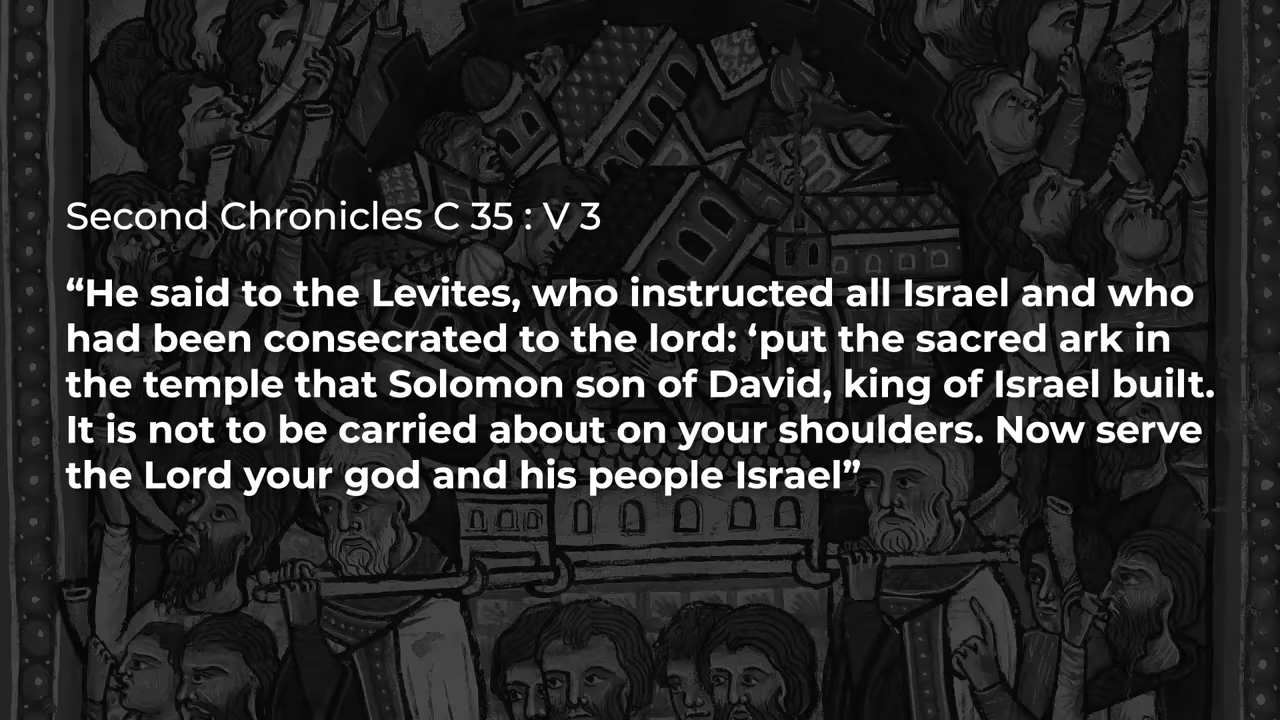 Second Chronicles C 35 : V 3
“He said to the Levites, who instructed all Israel and who
had been consecrated to the lord: ‘put the sacred ark in
the temple that Solomon son of David, king of Israel built.
It is not to be carried about on your shoulders. Now serve
the Lord your god and his people Israel”